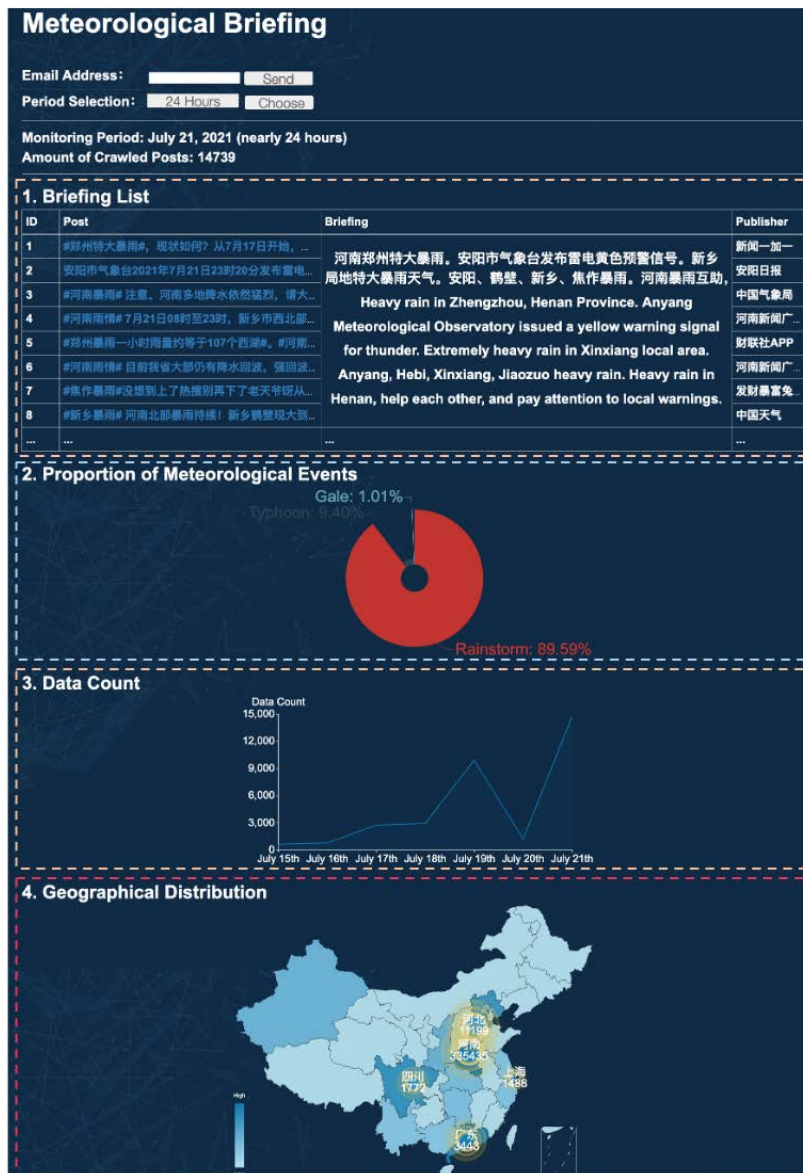 Meteorological Briefing
Email Address: Send
Period Selection: 24 Hours Choose
Monitoring Period: July 21, 2021 (nearly 24 hours)
Amount of Crawled Posts: 14739
1. Briefing List
ID Post Briefing Publisher
1 #郑州特大暴雨#，现状如何？从7月17日开始，... 新闻一加一
2 安阳市气象台2021年7月21日23时20分发布雷电... 安阳日报
3 #河南暴雨# 注意。河南多地降水依然猛烈，请大... 中国气象局
4 #河南雨情# 7月21日08时至23时，新乡市西北部... 河南新闻广...
5 #郑州暴雨一小时雨量约等于107个西湖#。#河南... 财联社APP
6 #河南雨情# 目前我省大部仍有降水回波，强回波... 河南新闻广...
7 #焦作暴雨#没想到上了热搜别再下了老天爷呀从... 发财暴富兔...
8 #新乡暴雨# 河南北部暴雨持续！新乡鹤壁现大到... 中国天气
河南郑州特大暴雨。安阳市气象台发布雷电黄色预警信号。新乡
局地特大暴雨天气。安阳、鹤壁、新乡、焦作暴雨。河南暴雨互助,
Heavy rain in Zhengzhou, Henan Province. Anyang
Meteorological Observatory issued a yellow warning signal
for thunder. Extremely heavy rain in Xinxiang local area.
Anyang, Hebi, Xinxiang, Jiaozuo heavy rain. Heavy rain in
Henan, help each other, and pay attention to local warnings.
... ... ... ...
2. Proportion of Meteorological Events
Gale: 1.01%
Typhoon: 9.40%
Rainstorm: 89.59%
3. Data Count
Data Count
15,000
12,000
9,000
6,000
3,000
0
July 15th July 16th July 17th July 18th July 19th July 20th July 21th
4. Geographical Distribution
河北
11199
河南
335435
四川
1772
上海
1488
广东
3443
High